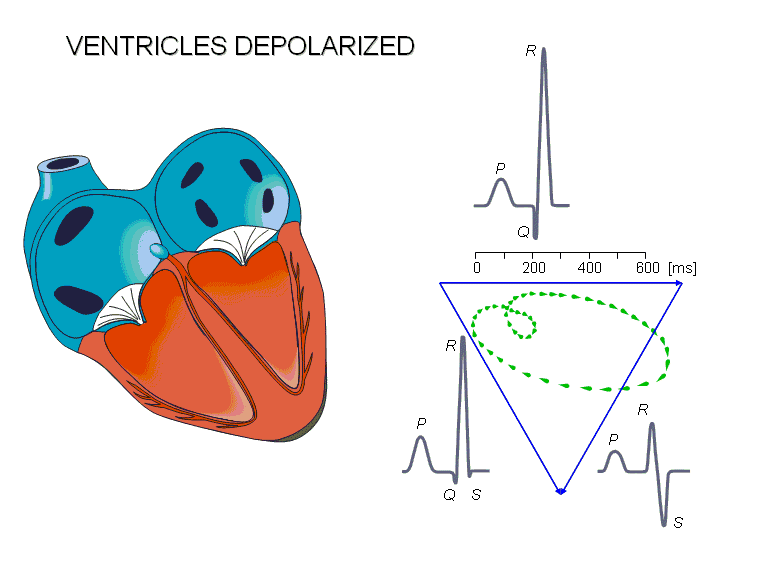 VENTRICLES DEPOLARIZED
R
P
Q
0 200 400 600 [ms]
R
P
Q S
R
P
S